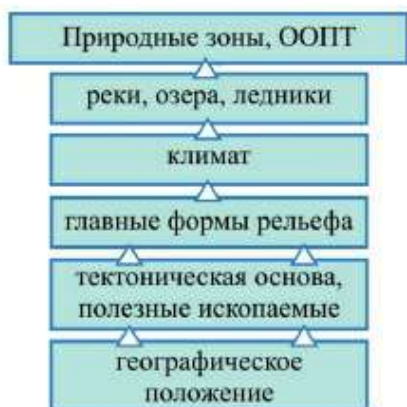 Природные зоны, ООПТ
реки, озера, ледники
климат
главные формы рельефа
тектоническая основа,
полезные ископаемые
географическое
положение